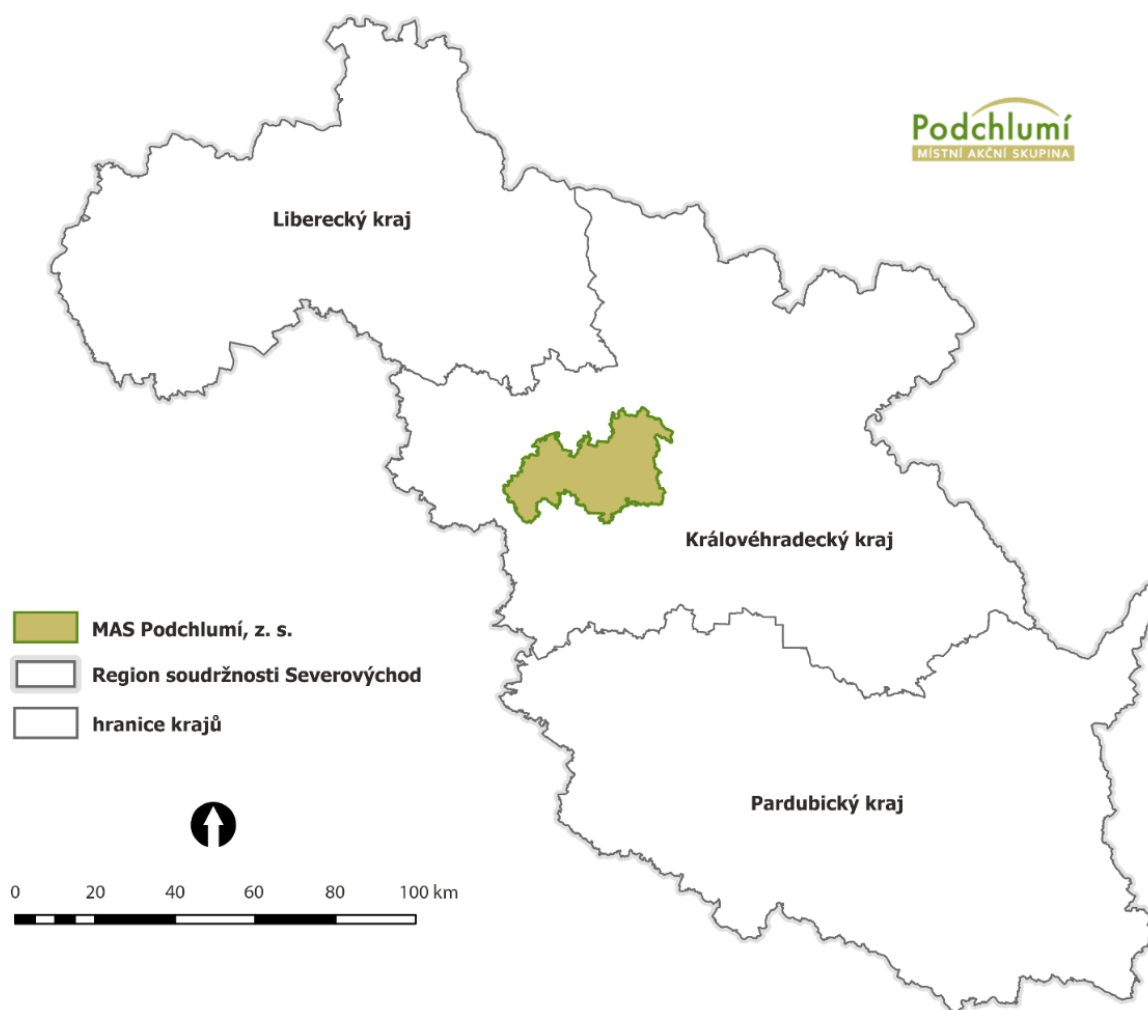 Podchlumí
MÍSTNÍ AKČNÍ SKUPINA
Liberecký kraj
Královéhradecký kraj
MAS Podchlumí, z. s.
Region soudržnosti Severovýchod
hranice krajů
Pardubický kraj
0 20 40 60 80 100 km